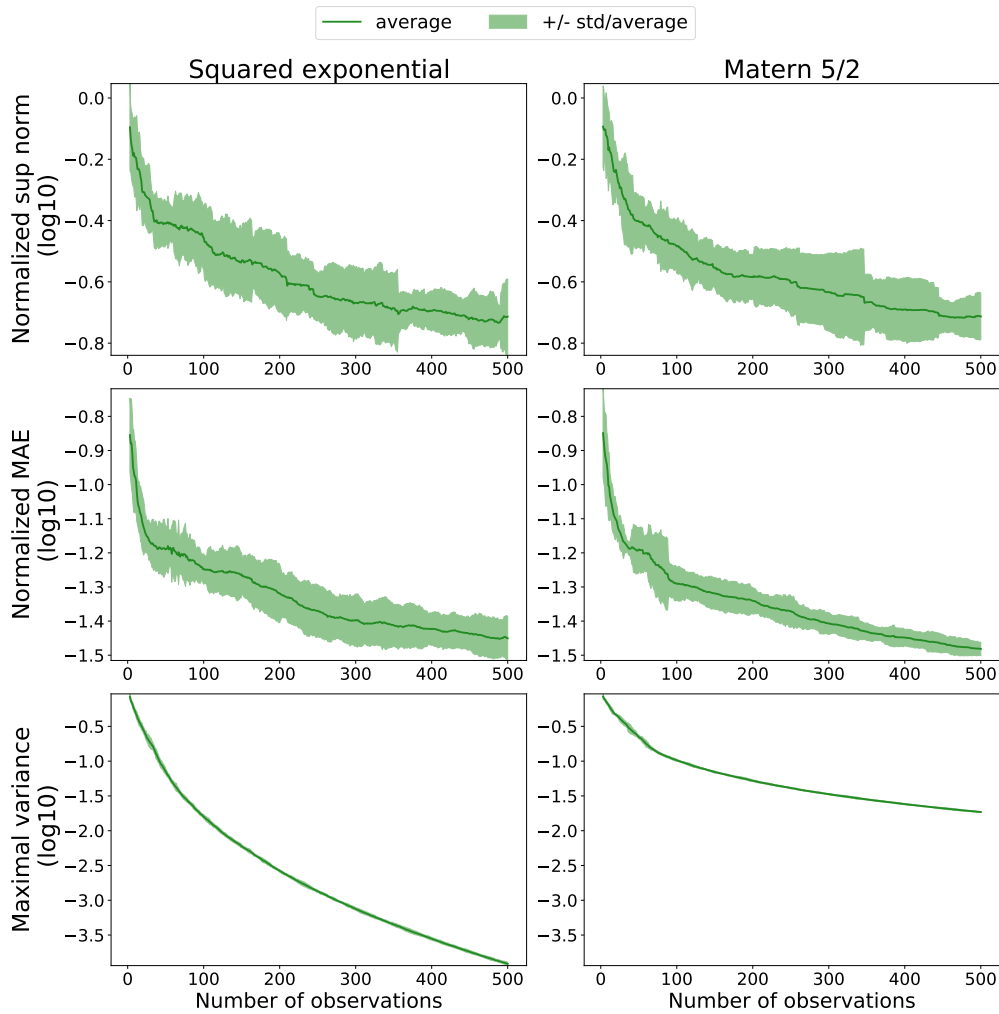 average +/- std/average
Squared exponential Matern 5/2
Normalized sup norm
(log10)
0.0
−0.2
−0.4
−0.6
−0.8
0 100 200 300 400 500
0.0
−0.2
−0.4
−0.6
−0.8
0 100 200 300 400 500
Normalized MAE
(log10)
−0.8
−0.9
−1.0
−1.1
−1.2
−1.3
−1.4
−1.5
0 100 200 300 400 500
−0.8
−0.9
−1.0
−1.1
−1.2
−1.3
−1.4
−1.5
0 100 200 300 400 500
Maximal variance
(log10)
−0.5
−1.0
−1.5
−2.0
−2.5
−3.0
−3.5
0 100 200 300 400 500
Number of observations
−0.5
−1.0
−1.5
−2.0
−2.5
−3.0
−3.5
0 100 200 300 400 500
Number of observations